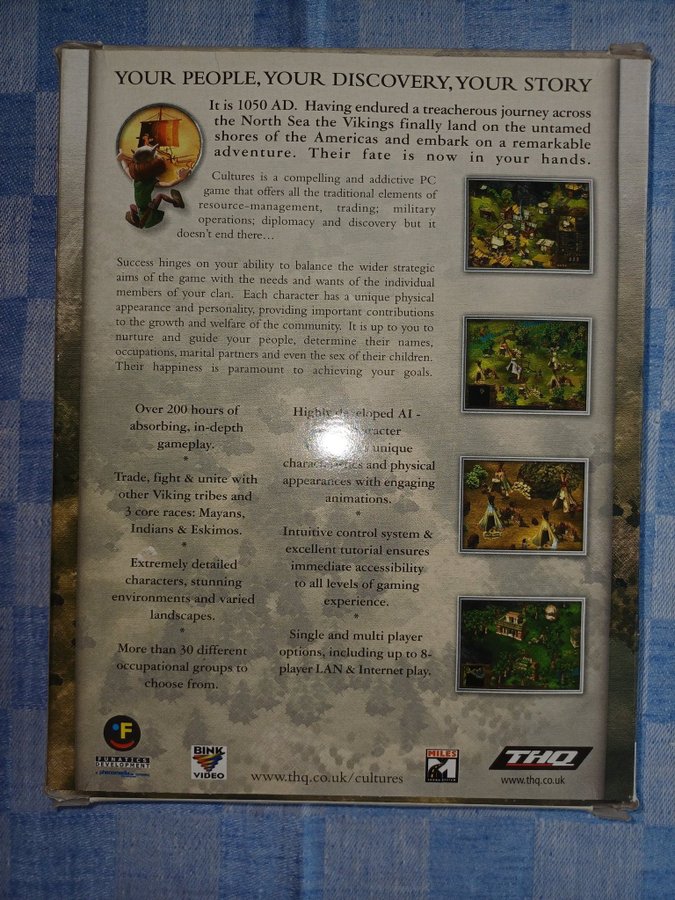 YOUR PEOPLE, YOUR DISCOVERY, YOUR STORY
It is 1050 AD. Having endured a treacherous journey across
the North Sea the Vikings finally land on the untamed
shores of the Americas and embark on a remarkable
adventure. Their fate is now in your hands.
Cultures is a compelling and addictive PC
game that offers all the traditional elements of
resource-management, trading; military
operations; diplomacy and discovery but it
doesn't end there...
Success hinges on your ability to balance the wider strategic
aims of the game with the needs and wants of the individual
members of your clan. Each character has a unique physical
appearance and personality, providing important contributions
to the growth and welfare of the community. It is up to you to
nurture and guide your people, determine their names,
occupations, marital partners and even the sex of their children.
Their happiness is paramount to achieving your goals.
Over 200 hours of
absorbing, in-depth
gameplay.
*
Trade, fight & unite with
other Viking tribes and
3 core races: Mayans,
Indians & Eskimos.
*
Extremely detailed
characters, stunning
environments and varied
landscapes.
*
More than 30 different
occupational groups to
choose from.
Highly developed AI -
character
unique
characteristics and physical
appearances with engaging
animations.
*
Intuitive control system &
excellent tutorial ensures
immediate accessibility
to all levels of gaming
experience.
*
Single and multi player
options, including up to 8-
player LAN & Internet play.
F
FUNATICS
DEVELOPMENT
a phenomedia company
BINK
VIDEO
www.thq.co.uk/cultures
MILES
THQ
www.thq.co.uk